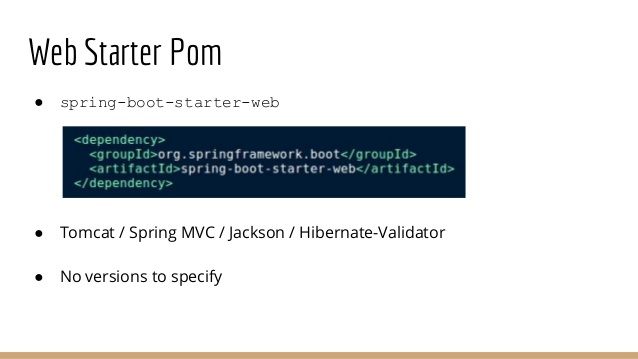 Web Starter Pom
● spring-boot-starter-web
<dependency>
<groupId>org.springframework.boot</groupId>
<artifactId>spring-boot-starter-web</artifactId>
</dependency>
● Tomcat / Spring MVC / Jackson / Hibernate-Validator
● No versions to specify